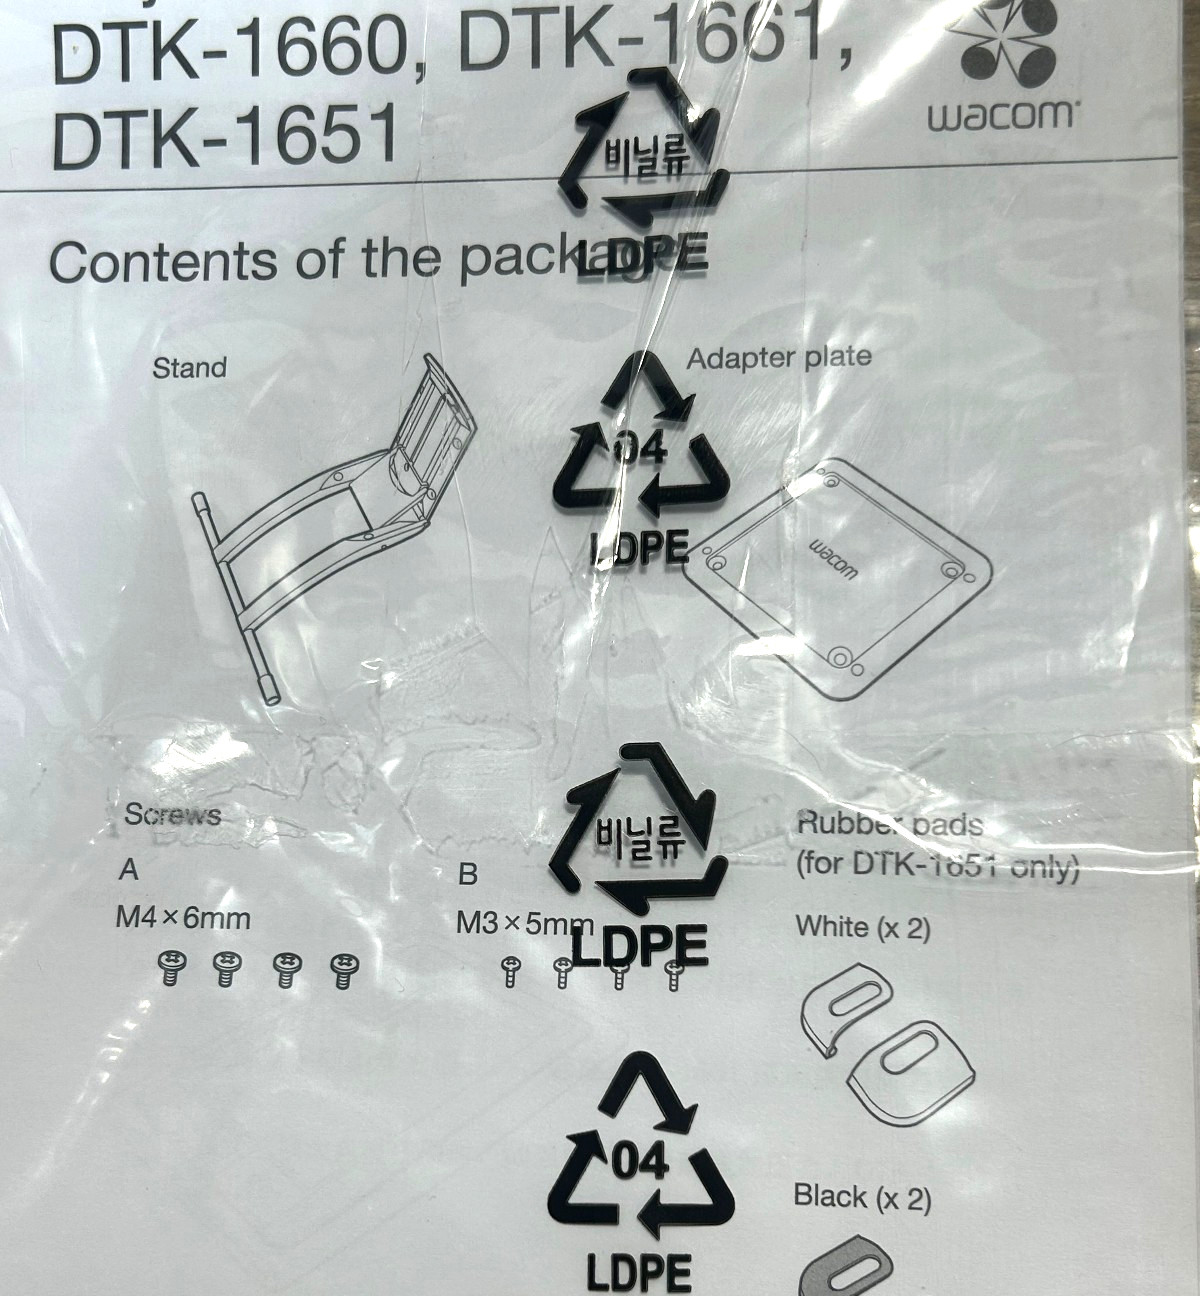 DTK-1660, DTK-1661,
DTK-1651
wacom
비닐류
LDPE
Contents of the package
Stand
Adapter plate
04
LDPE
wacom
Screws
A
M4×6mm
B
M3×5mm
비닐류
LDPE
Rubber pads
(for DTK-1651 only)
White (x 2)
04
LDPE
Black (x 2)